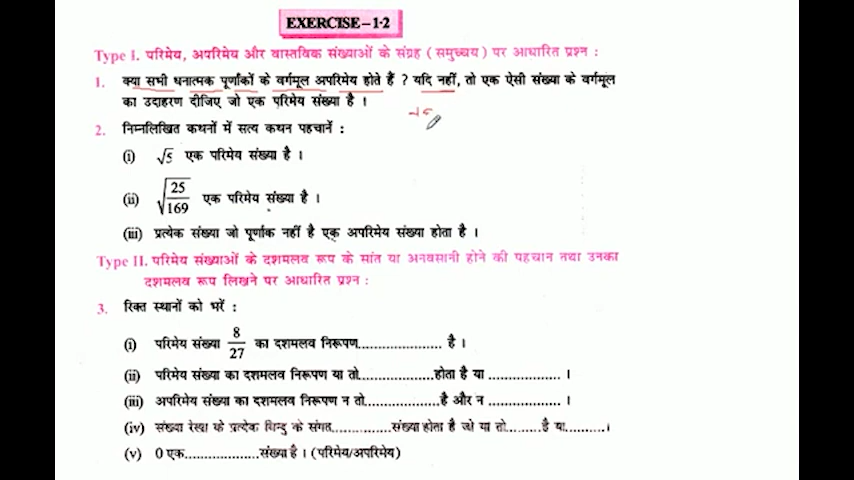 EXERCISE–1·2
Type I. परिमेय, अपरिमेय और वास्तविक संख्याओं के संग्रह (समुच्चय) पर आधारित प्रश्न :
1. क्या सभी धनात्मक पूर्णांकों के वर्गमूल अपरिमेय होते हैं ? यदि नहीं, तो एक ऐसी संख्या के वर्गमूल
का उदाहरण दीजिए जो एक परिमेय संख्या है ।
2. निम्नलिखित कथनों में सत्य कथन पहचानें :
(i) √5 एक परिमेय संख्या है ।
(ii) √(25/169) एक परिमेय संख्या है ।
(iii) प्रत्येक संख्या जो पूर्णांक नहीं है एक अपरिमेय संख्या होता है ।
Type II. परिमेय संख्याओं के दशमलव रूप के सांत या अनवसानी होने की पहचान तथा उनका
दशमलव रूप लिखने पर आधारित प्रश्न :
3. रिक्त स्थानों को भरें :
(i) परिमेय संख्या 8/27 का दशमलव निरूपण..................... है ।
(ii) परिमेय संख्या का दशमलव निरूपण या तो...................होता है या .................. ।
(iii) अपरिमेय संख्या का दशमलव निरूपण न तो...................है और न .................. ।
(iv) संख्या रेखा के प्रत्येक बिन्दु के संगत...............संख्या होता है जो या तो.........है या.......... ।
(v) 0 एक...................संख्या है । (परिमेय/अपरिमेय)